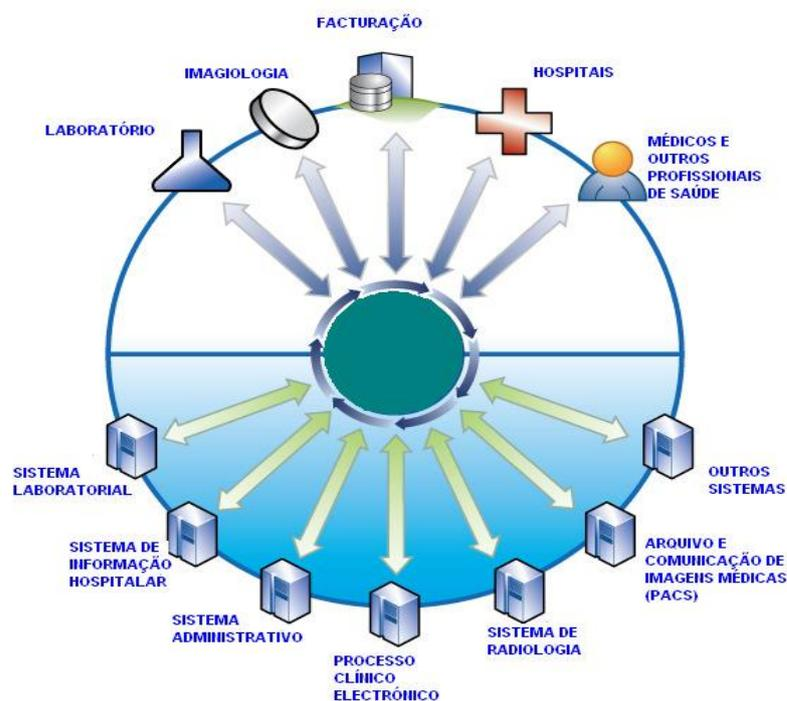 FACTURAÇÃO
IMAGIOLOGIA
HOSPITAIS
LABORATÓRIO
MÉDICOS E
OUTROS
PROFISSIONAIS
DE SAÚDE
SISTEMA
LABORATORIAL
OUTROS
SISTEMAS
SISTEMA DE
INFORMAÇÃO
HOSPITALAR
ARQUIVO E
COMUNICAÇÃO DE
IMAGENS MÉDICAS
(PACS)
SISTEMA
ADMINISTRATIVO
SISTEMA DE
RADIOLOGIA
PROCESSO
CLÍNICO
ELECTRÓNICO